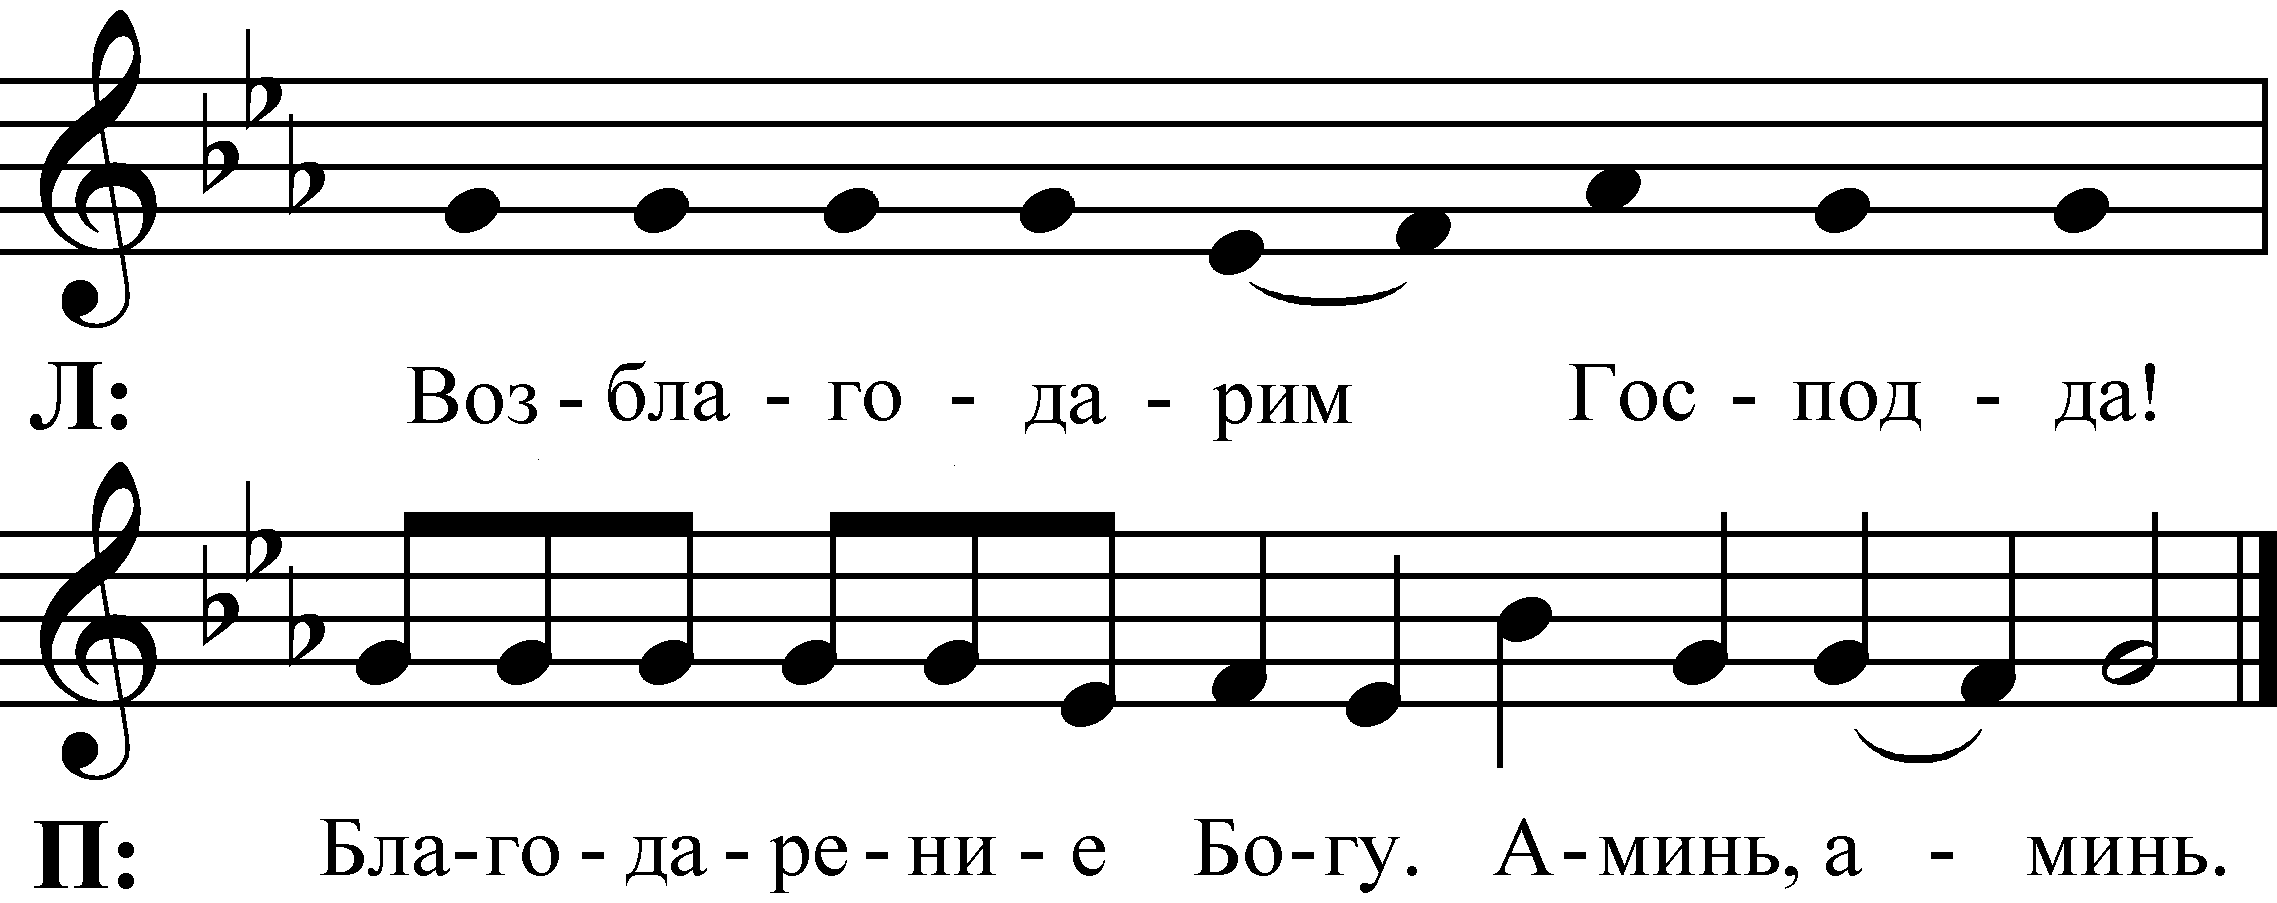 Л: Воз - бла - го - да - рим Гос - под - да!
П: Бла-го - да - ре - ни - е Бо-гу. А-минь, а - минь.